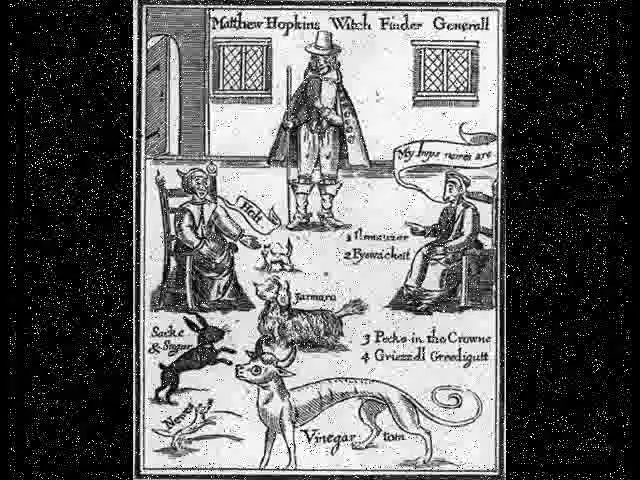 Matthew Hopkins Witch Finder Generall
My Imps names are
Holt
1 Ilemauzar
2 Pyewackett
Jarmara
Sacke
& Sugar
3 Pecke in the Crowne
4 Griezzell Greedigutt
Newes
Vinegar tom